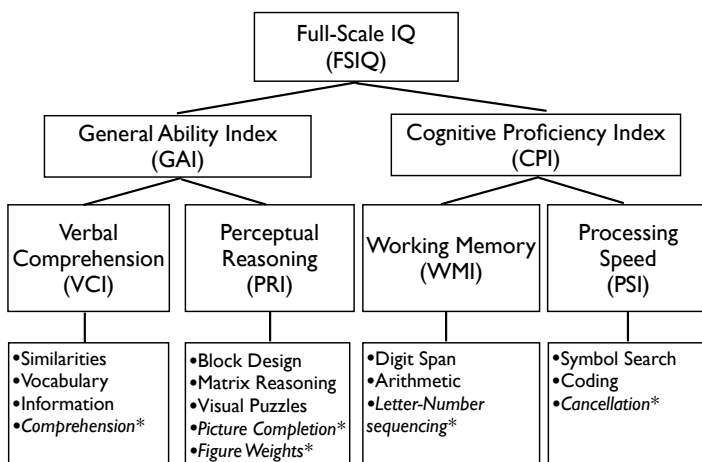 Full-Scale IQ
(FSIQ)
General Ability Index
(GAI)
Cognitive Proficiency Index
(CPI)
Verbal
Comprehension
(VCI)
Perceptual
Reasoning
(PRI)
Working Memory
(WMI)
Processing
Speed
(PSI)
•Similarities
•Vocabulary
•Information
•Comprehension*
•Block Design
•Matrix Reasoning
•Visual Puzzles
•Picture Completion*
•Figure Weights*
•Digit Span
•Arithmetic
•Letter-Number
sequencing*
•Symbol Search
•Coding
•Cancellation*